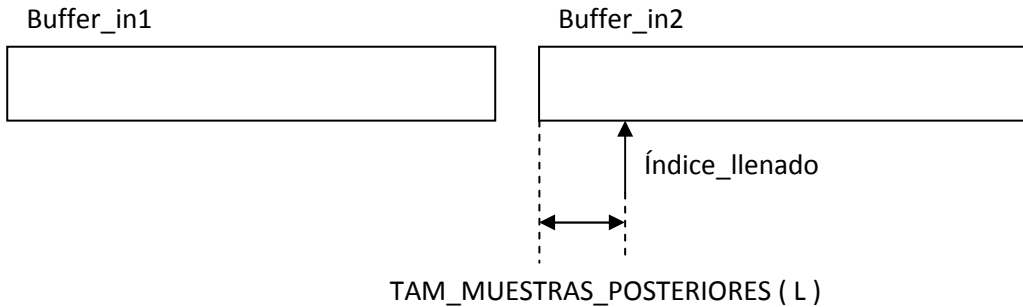 Buffer_in1
Buffer_in2
Índice_llenado
TAM_MUESTRAS_POSTERIORES ( L )